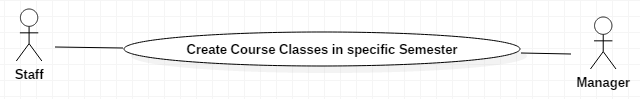 Create Course Classes in specific Semester
Staff
Manager